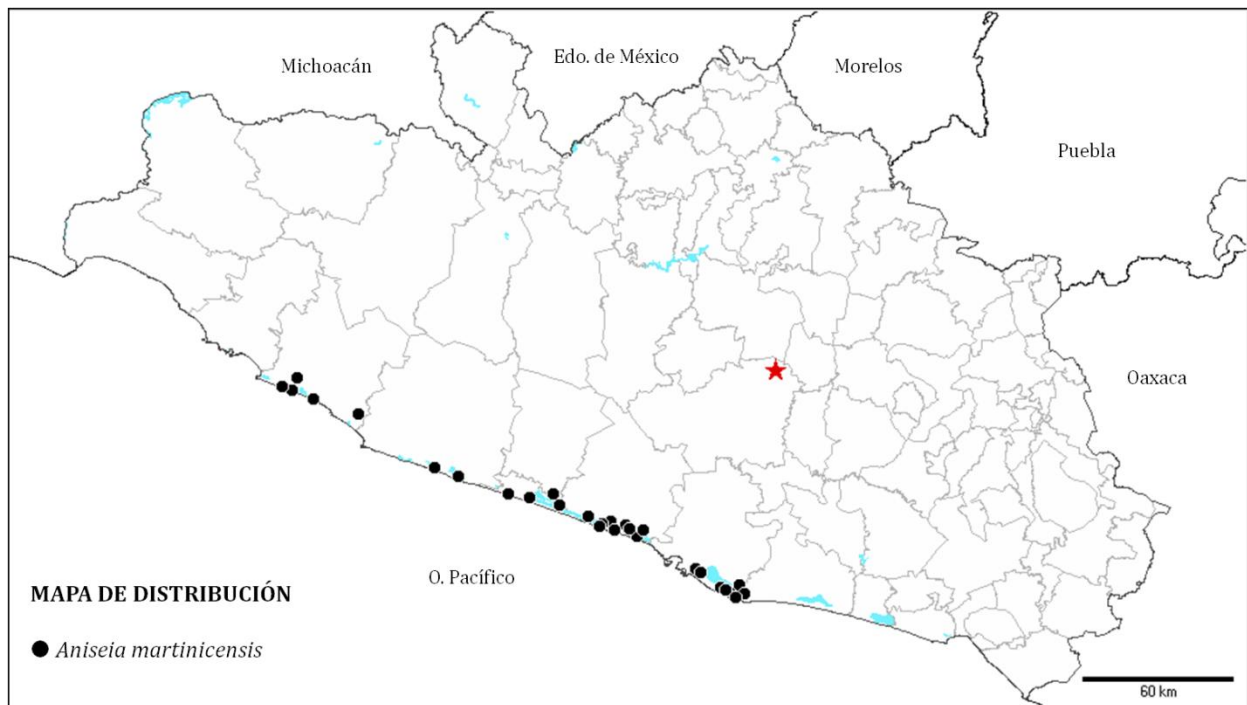 Michoacán
Edo. de México
Morelos
Puebla
Oaxaca
O. Pacífico
MAPA DE DISTRIBUCIÓN
Aniseia martinicensis
60 km